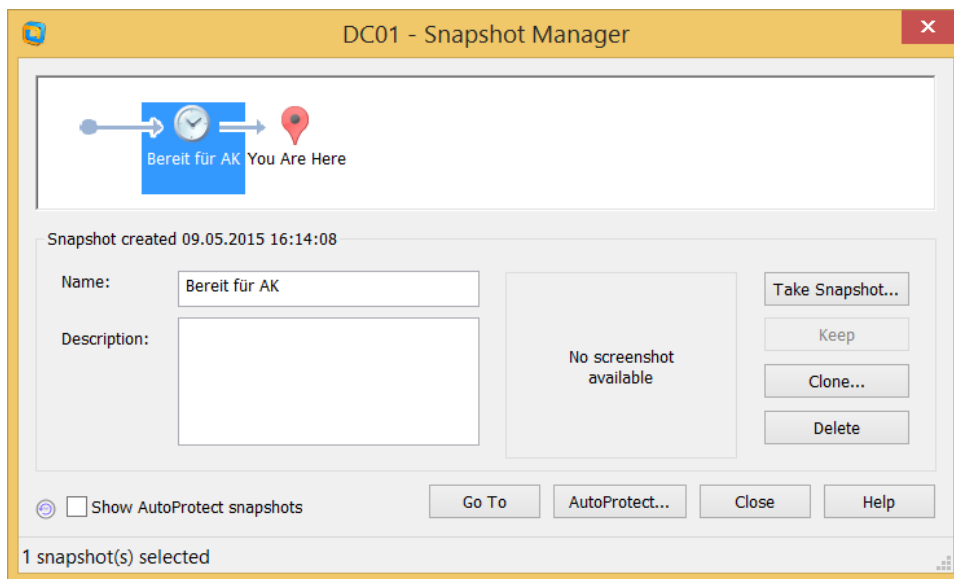 DC01 - Snapshot Manager
Bereit für AK
You Are Here
Snapshot created 09.05.2015 16:14:08
Name:
Bereit für AK
Take Snapshot...
Description:
No screenshot
available
Keep
Clone...
Delete
Show AutoProtect snapshots
Go To
AutoProtect...
Close
Help
1 snapshot(s) selected